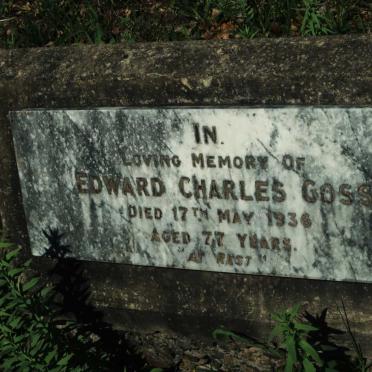 IN.
LOVING MEMORY OF
EDWARD CHARLES GOSS
DIED 17TH MAY 1936
AGED 77 YEARS.
"AT REST"